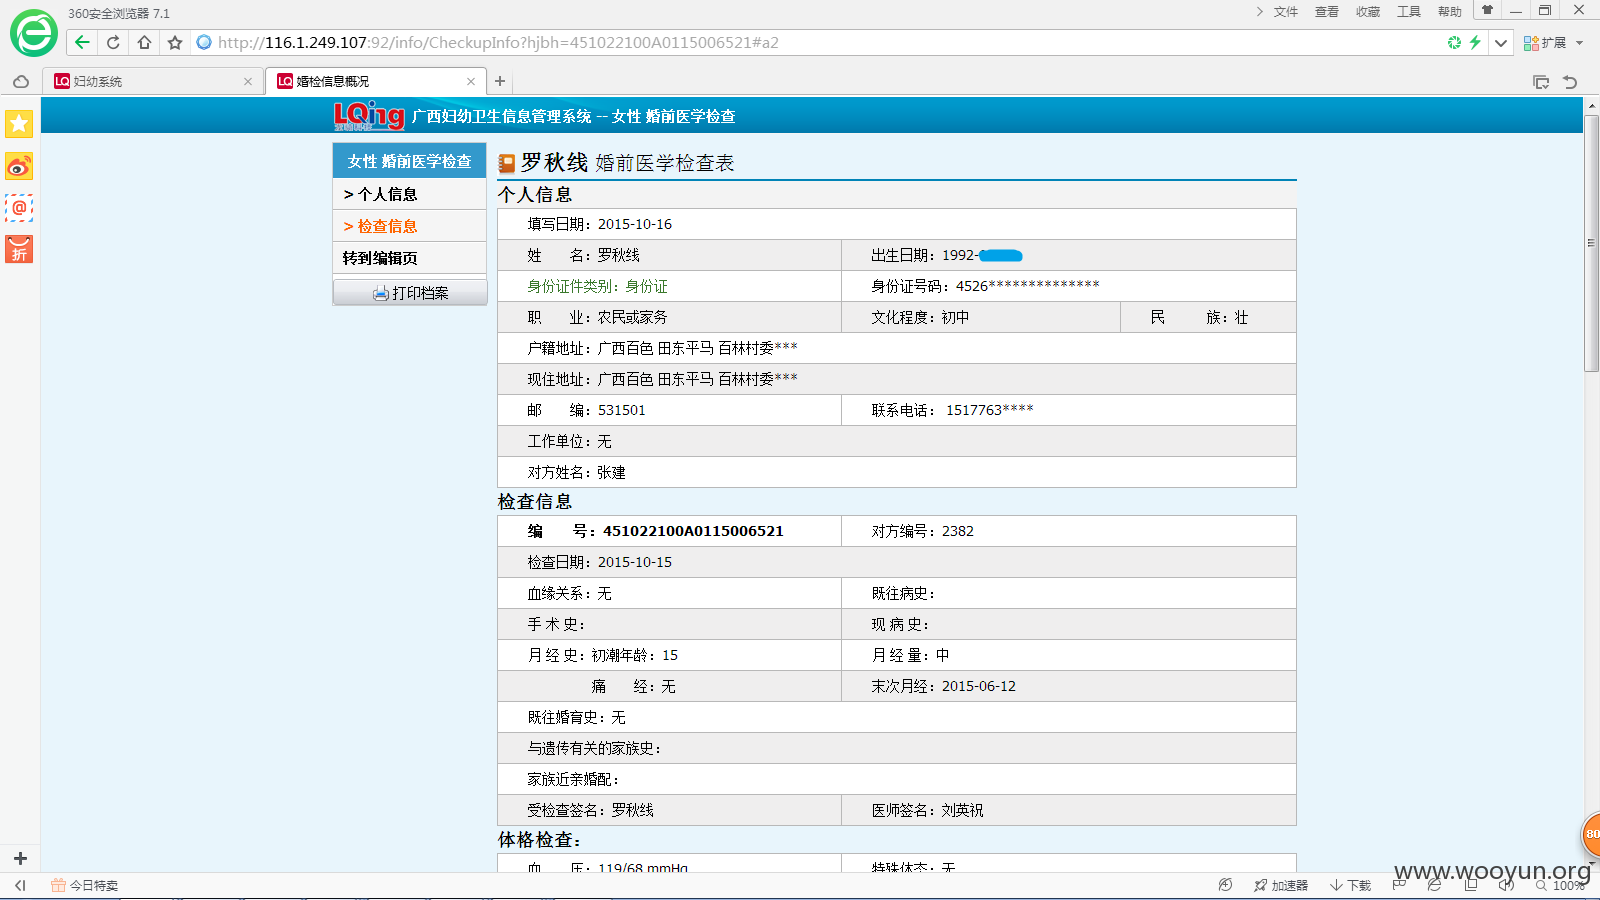 360安全浏览器 7.1
文件 查看 收藏 工具 帮助
http://116.1.249.107:92/info/CheckupInfo?hjbh=451022100A0115006521#a2
扩展
LQ 妇幼系统
LQ 婚检信息概况
LQing 广西妇幼卫生信息管理系统 -- 女性 婚前医学检查
女性 婚前医学检查
> 个人信息
> 检查信息
转到编辑页
打印档案
@
折
罗秋线 婚前医学检查表
个人信息
填写日期：2015-10-16
姓 名：罗秋线 出生日期：1992-
身份证件类别：身份证 身份证号码：4526**************
职 业：农民或家务 文化程度：初中 民 族：壮
户籍地址：广西百色 田东平马 百林村委***
现住地址：广西百色 田东平马 百林村委***
邮 编：531501 联系电话： 1517763****
工作单位：无
对方姓名：张建
检查信息
编 号：451022100A0115006521 对方编号：2382
检查日期：2015-10-15
血缘关系：无 既往病史：
手 术 史： 现 病 史：
月 经 史：初潮年龄：15 月 经 量：中
痛 经：无 末次月经：2015-06-12
既往婚育史：无
与遗传有关的家族史：
家族近亲婚配：
受检查签名：罗秋线 医师签名：刘英祝
体格检查：
血 压：119/68 mmHg 特殊体态：无
80
www.wooyun.org
今日特卖
加速器 下载 100%